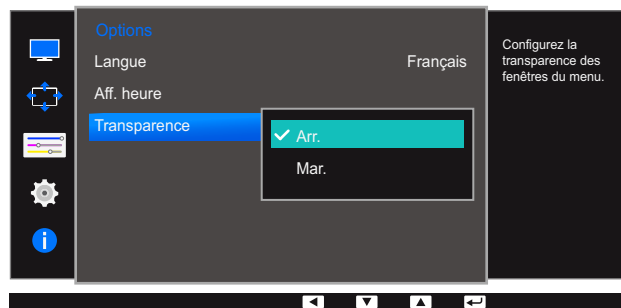 Options
Langue Français
Aff. heure
Transparence
Arr.
Mar.
Configurez la
transparence des
fenêtres du menu.